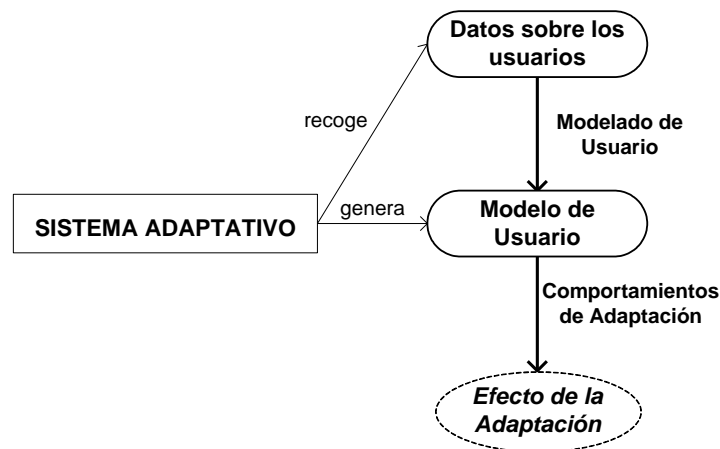 Datos sobre los
usuarios
recoge
Modelado de
Usuario
SISTEMA ADAPTATIVO
genera
Modelo de
Usuario
Comportamientos
de Adaptación
Efecto de la
Adaptación